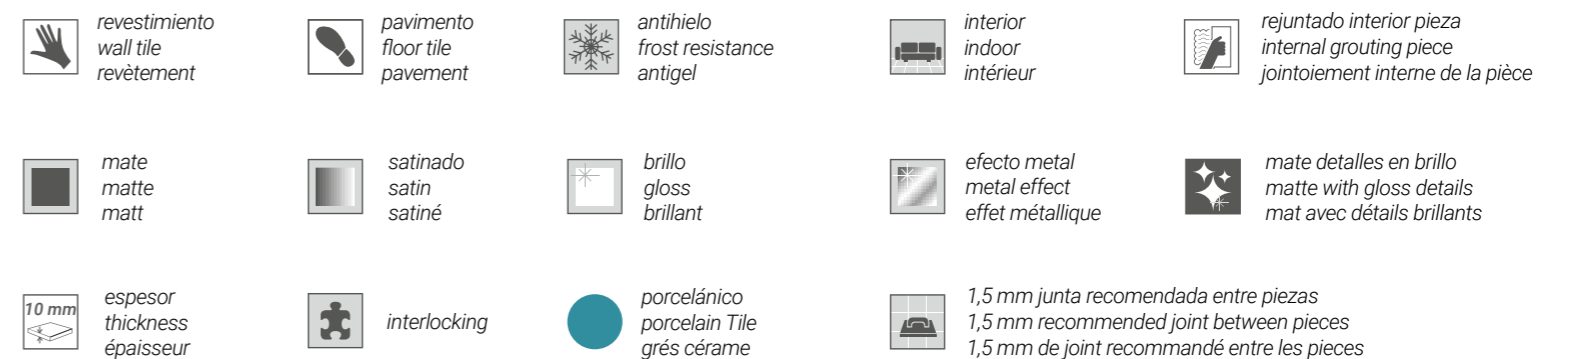 revestimiento
wall tile
revètement
pavimento
floor tile
pavement
antihielo
frost resistance
antigel
interior
indoor
intérieur
rejuntado interior pieza
internal grouting piece
jointoiement interne de la pièce
mate
matte
matt
satinado
satin
satiné
brillo
gloss
brillant
efecto metal
metal effect
effet métallique
mate detalles en brillo
matte with gloss details
mat avec détails brillants
10 mm
espesor
thickness
épaisseur
interlocking
porcelánico
porcelain Tile
grés cérame
1,5 mm junta recomendada entre piezas
1,5 mm recommended joint between pieces
1,5 mm de joint recommandé entre les pieces